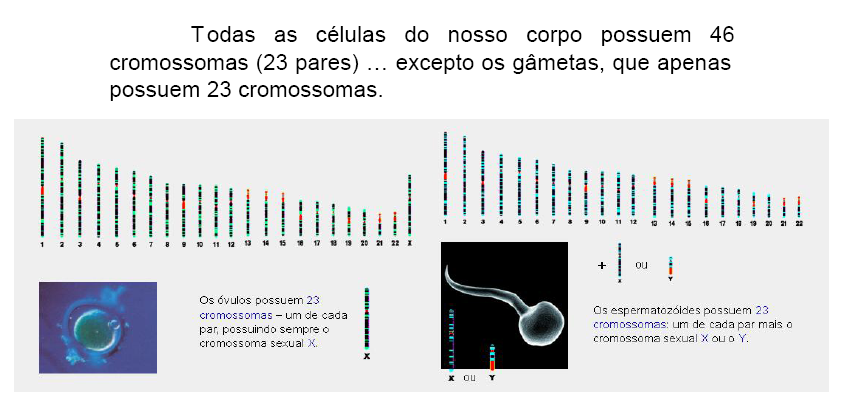 Todas as células do nosso corpo possuem 46
cromossomas (23 pares) … excepto os gâmetas, que apenas
possuem 23 cromossomas.
1 2 3 4 5 6 7 8 9 10 11 12 13 14 15 16 17 18 19 20 21 22 X
1 2 3 4 5 6 7 8 9 10 11 12 13 14 15 16 17 18 19 20 21 22
+ X ou Y
Os óvulos possuem 23
cromossomas – um de cada
par, possuindo sempre o
cromossoma sexual X.
X
X ou Y
Os espermatozóides possuem 23
cromossomas: um de cada par mais o
cromossoma sexual X ou o Y.